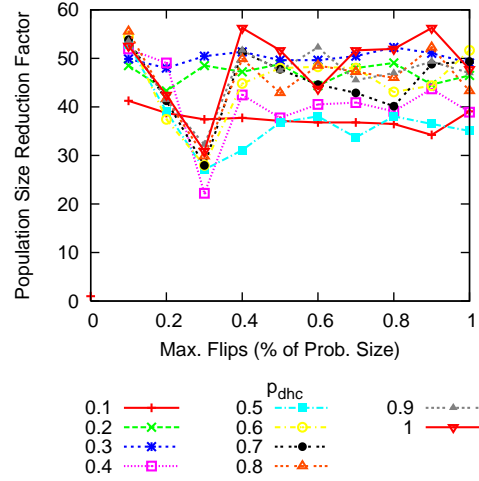 60
50
40
30
20
10
0
Population Size Reduction Factor
0 0.2 0.4 0.6 0.8 1
Max. Flips (% of Prob. Size)
p_dhc
0.1 0.5 0.9
0.2 0.6 1
0.3 0.7
0.4 0.8